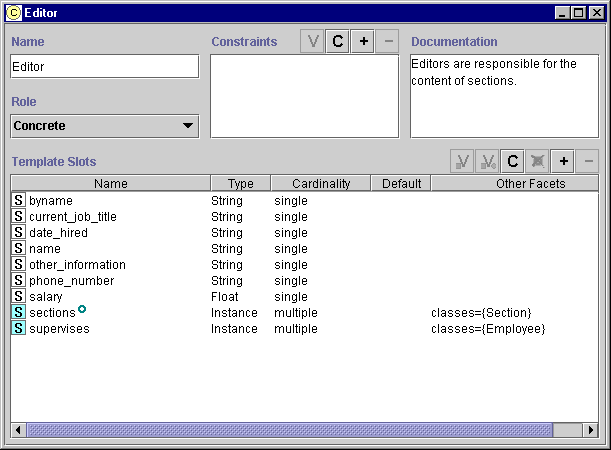 C Editor
Name
Constraints
V C + −
Documentation
Editor
Editors are responsible for the
content of sections.
Role
Concrete
Template Slots
V V C + −
Name Type Cardinality Default Other Facets
S byname String single
S current_job_title String single
S date_hired String single
S name String single
S other_information String single
S phone_number String single
S salary Float single
S sections Instance multiple classes={Section}
S supervises Instance multiple classes={Employee}